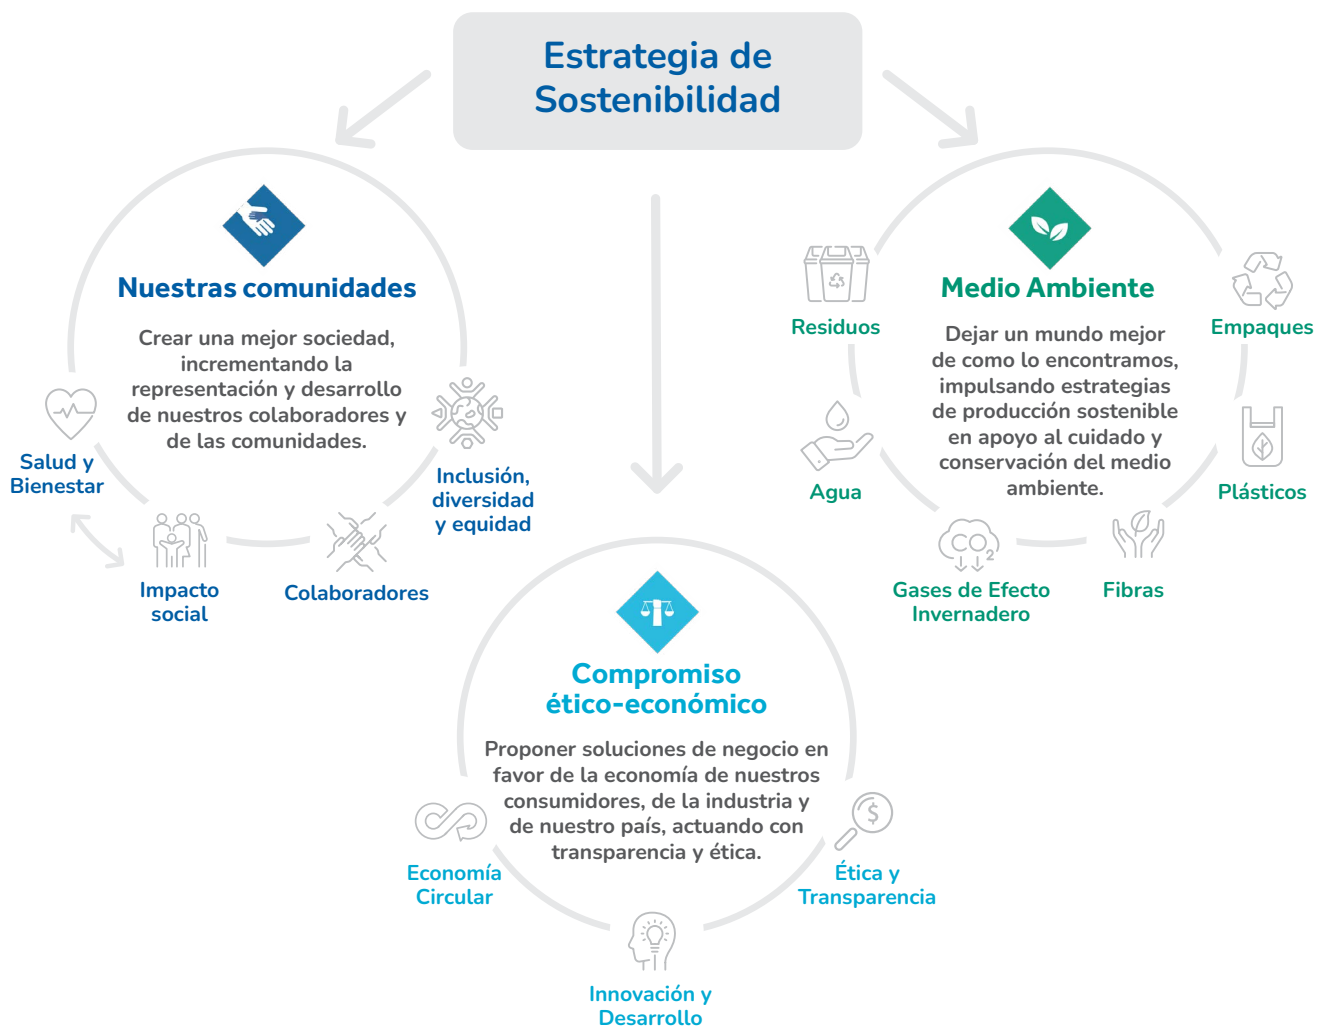 Estrategia de
Sostenibilidad
Nuestras comunidades
Crear una mejor sociedad,
incrementando la
representación y desarrollo
de nuestros colaboradores y
de las comunidades.
Salud y
Bienestar
Impacto
social
Colaboradores
Inclusión,
diversidad
y equidad
Medio Ambiente
Dejar un mundo mejor
de como lo encontramos,
impulsando estrategias
de producción sostenible
en apoyo al cuidado y
conservación del medio
ambiente.
Residuos
Agua
CO2
Gases de Efecto
Invernadero
Fibras
Plásticos
Empaques
Compromiso
ético-económico
Proponer soluciones de negocio en
favor de la economía de nuestros
consumidores, de la industria y
de nuestro país, actuando con
transparencia y ética.
Economía
Circular
Innovación y
Desarrollo
$
Ética y
Transparencia